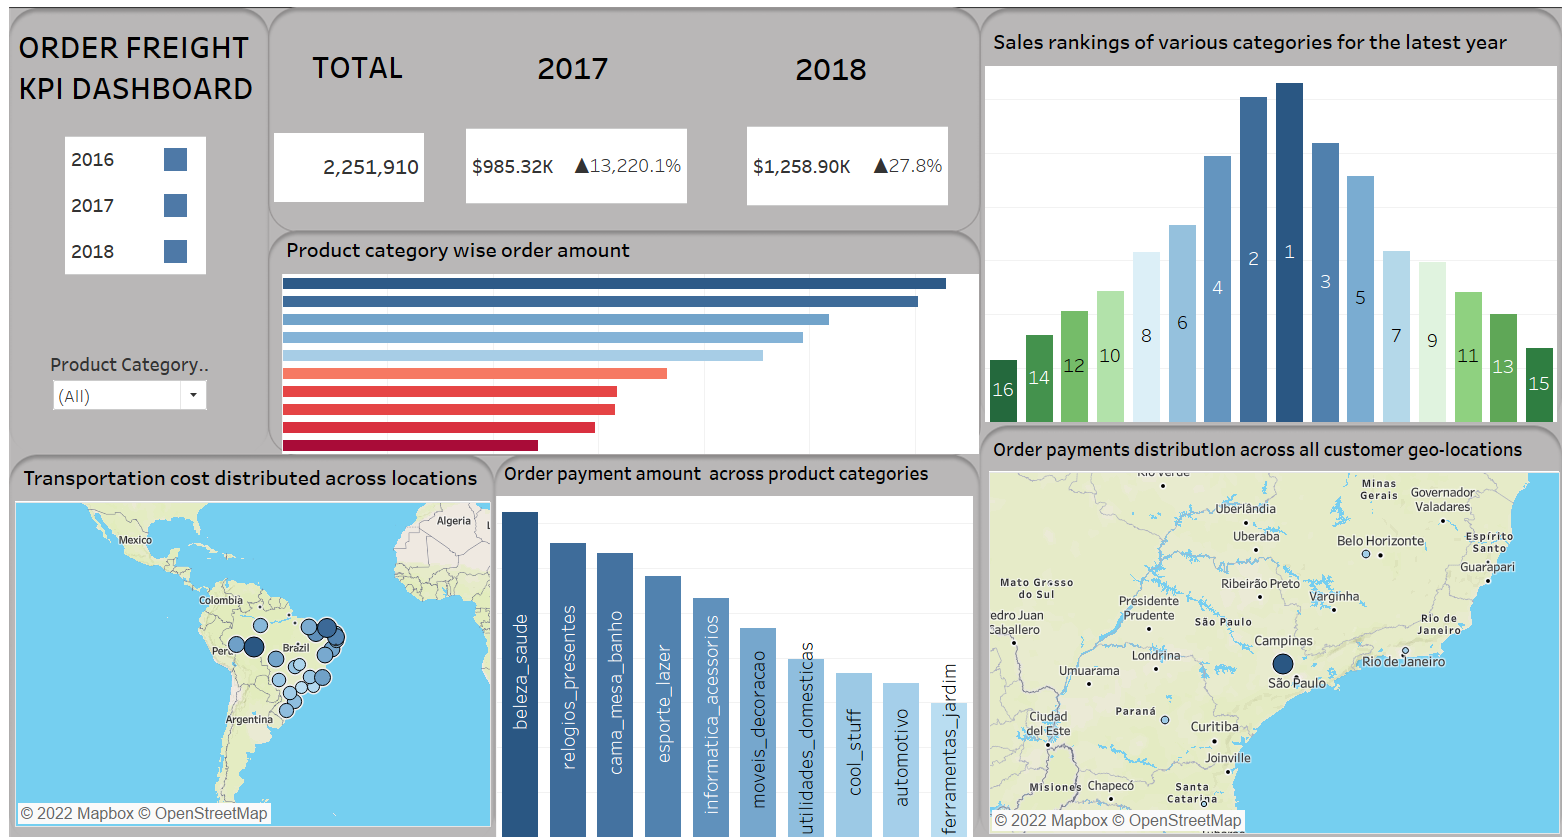 ORDER FREIGHT
KPI DASHBOARD
2016
2017
2018
Product Category..
(All)
TOTAL
2017
2018
2,251,910
$985.32K ▲13,220.1%
$1,258.90K ▲27.8%
Product category wise order amount
Sales rankings of various categories for the latest year
16
14
12
10
8
6
4
2
1
3
5
7
9
11
13
15
Transportation cost distributed across locations
Mexico
Algeria
L
Colombia
Peru
Brazil
Argentina
© 2022 Mapbox © OpenStreetMap
Order payment amount across product categories
beleza_saude
relogios_presentes
cama_mesa_banho
esporte_lazer
informatica_acessorios
moveis_decoracao
utilidades_domesticas
cool_stuff
automotivo
ferramentas_jardim
Order payments distributIon across all customer geo-locations
Rio Verde
Minas
Gerais
Governador
Valadares
Uberlândia
Uberaba
Belo Horizonte
Espírito
Santo
Guarapari
Mato Grosso
do Sul
Ribeirão Preto
Varginha
Presidente
Prudente
São Paulo
Rio de
Janeiro
edro Juan
Caballero
Campinas
Londrina
Rio de Janeiro
Umuarama
São Paulo
Paraná
Ciudad
del Este
Curitiba
Joinville
Misiones
Chapecó
Santa
Catarina
© 2022 Mapbox © OpenStreetMap